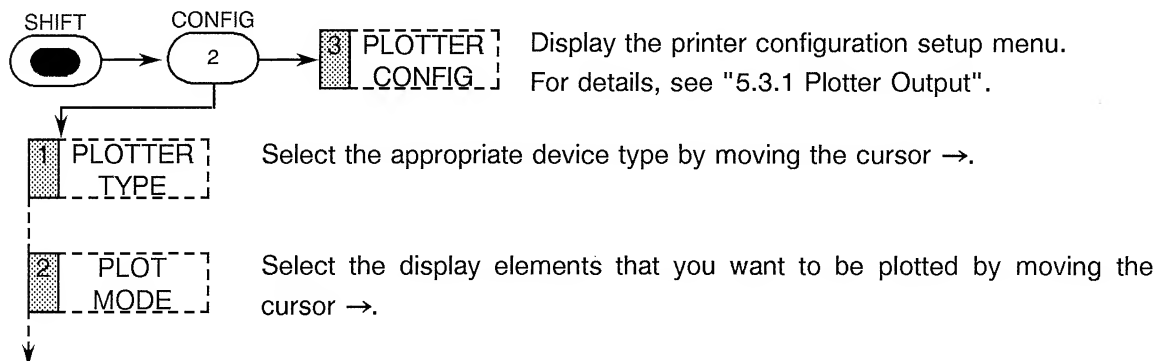 SHIFT CONFIG
2 3 PLOTTER Display the printer configuration setup menu.
CONFIG For details, see "5.3.1 Plotter Output".
1 PLOTTER Select the appropriate device type by moving the cursor →.
TYPE
2 PLOT Select the display elements that you want to be plotted by moving the
MODE cursor →.